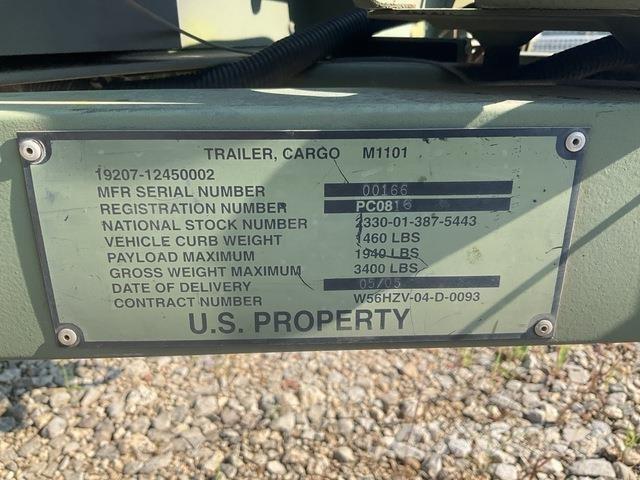 TRAILER, CARGO M1101
19207-12450002
MFR SERIAL NUMBER 00166
REGISTRATION NUMBER PC0816
NATIONAL STOCK NUMBER 2330-01-387-5443
VEHICLE CURB WEIGHT 1460 LBS
PAYLOAD MAXIMUM 1940 LBS
GROSS WEIGHT MAXIMUM 3400 LBS
DATE OF DELIVERY 05/05
CONTRACT NUMBER W56HZV-04-D-0093
U.S. PROPERTY